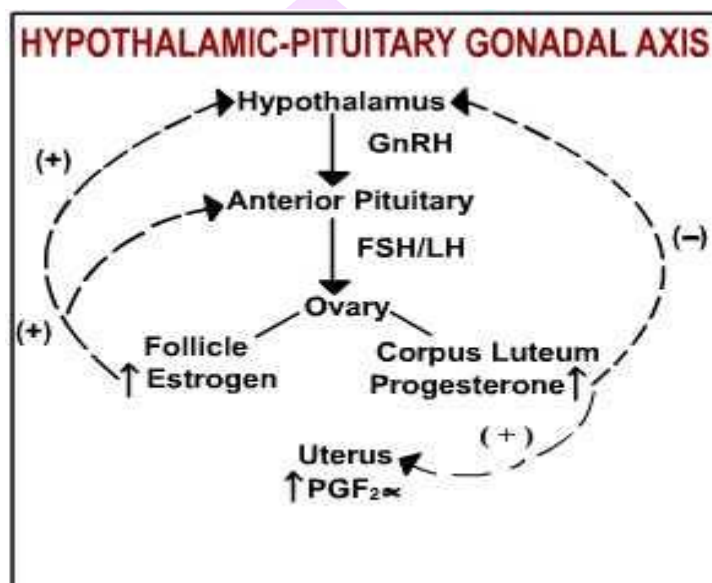 HYPOTHALAMIC-PITUITARY GONADAL AXIS
Hypothalamus
(+)
GnRH
Anterior Pituitary
(–)
FSH/LH
Ovary
(+)
Follicle
↑ Estrogen
Corpus Luteum
Progesterone ↑
(+)
Uterus
↑ PGF₂∝